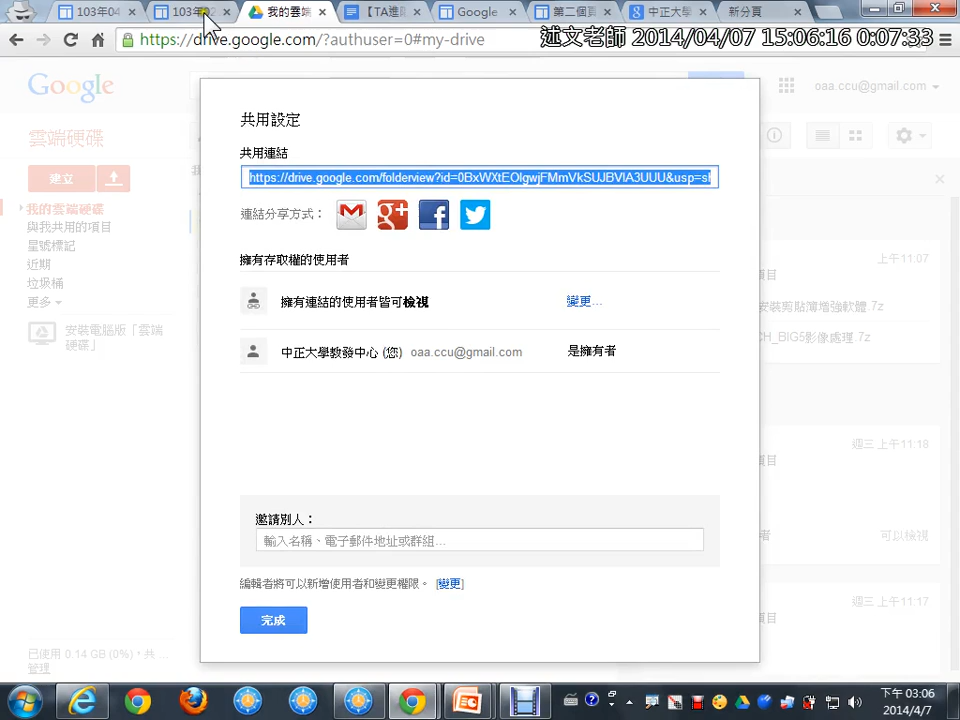 103年04
103年
我的雲端
【TA進
Google
第二個頁
中正大學
新分頁
https://drive.google.com/?authuser=0#my-drive
述文老師 2014/04/07 15:06:16 0:07:33
Google
oaa.ccu@gmail.com
雲端硬碟
建立
我的雲端硬碟
與我共用的項目
星號標記
近期
垃圾桶
更多
安裝電腦版「雲端
硬碟」
已使用 0.14 GB (0%)，共 ...
管理
共用設定
共用連結
https://drive.google.com/folderview?id=0BxWXtEOlgwjFMmVkSUJBVlA3UUU&usp=sl
連結分享方式：
擁有存取權的使用者
擁有連結的使用者皆可檢視
變更...
中正大學教發中心 (您) oaa.ccu@gmail.com
是擁有者
邀請別人：
輸入名稱、電子郵件地址或群組...
編輯者將可以新增使用者和變更權限。 [變更]
完成
上午11:07
項目
安裝剪貼簿增強軟體.7z
CH_BIG5影像處理.7z
週三 上午11:18
項目
者
可以檢視
週三 上午11:17
項目
下午 03:06
2014/4/7